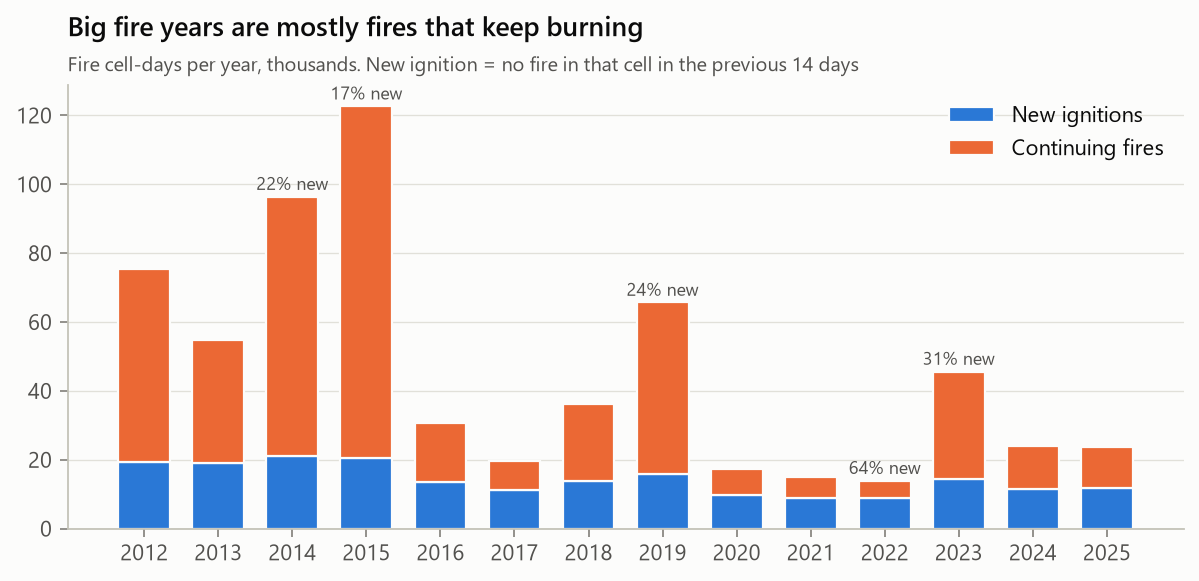 Big fire years are mostly fires that keep burning
Fire cell-days per year, thousands. New ignition = no fire in that cell in the previous 14 days
17% new
120
New ignitions
Continuing fires
22% new
100
80
24% new
60
31% new
40
64% new
20
0
2012 2013 2014 2015 2016 2017 2018 2019 2020 2021 2022 2023 2024 2025